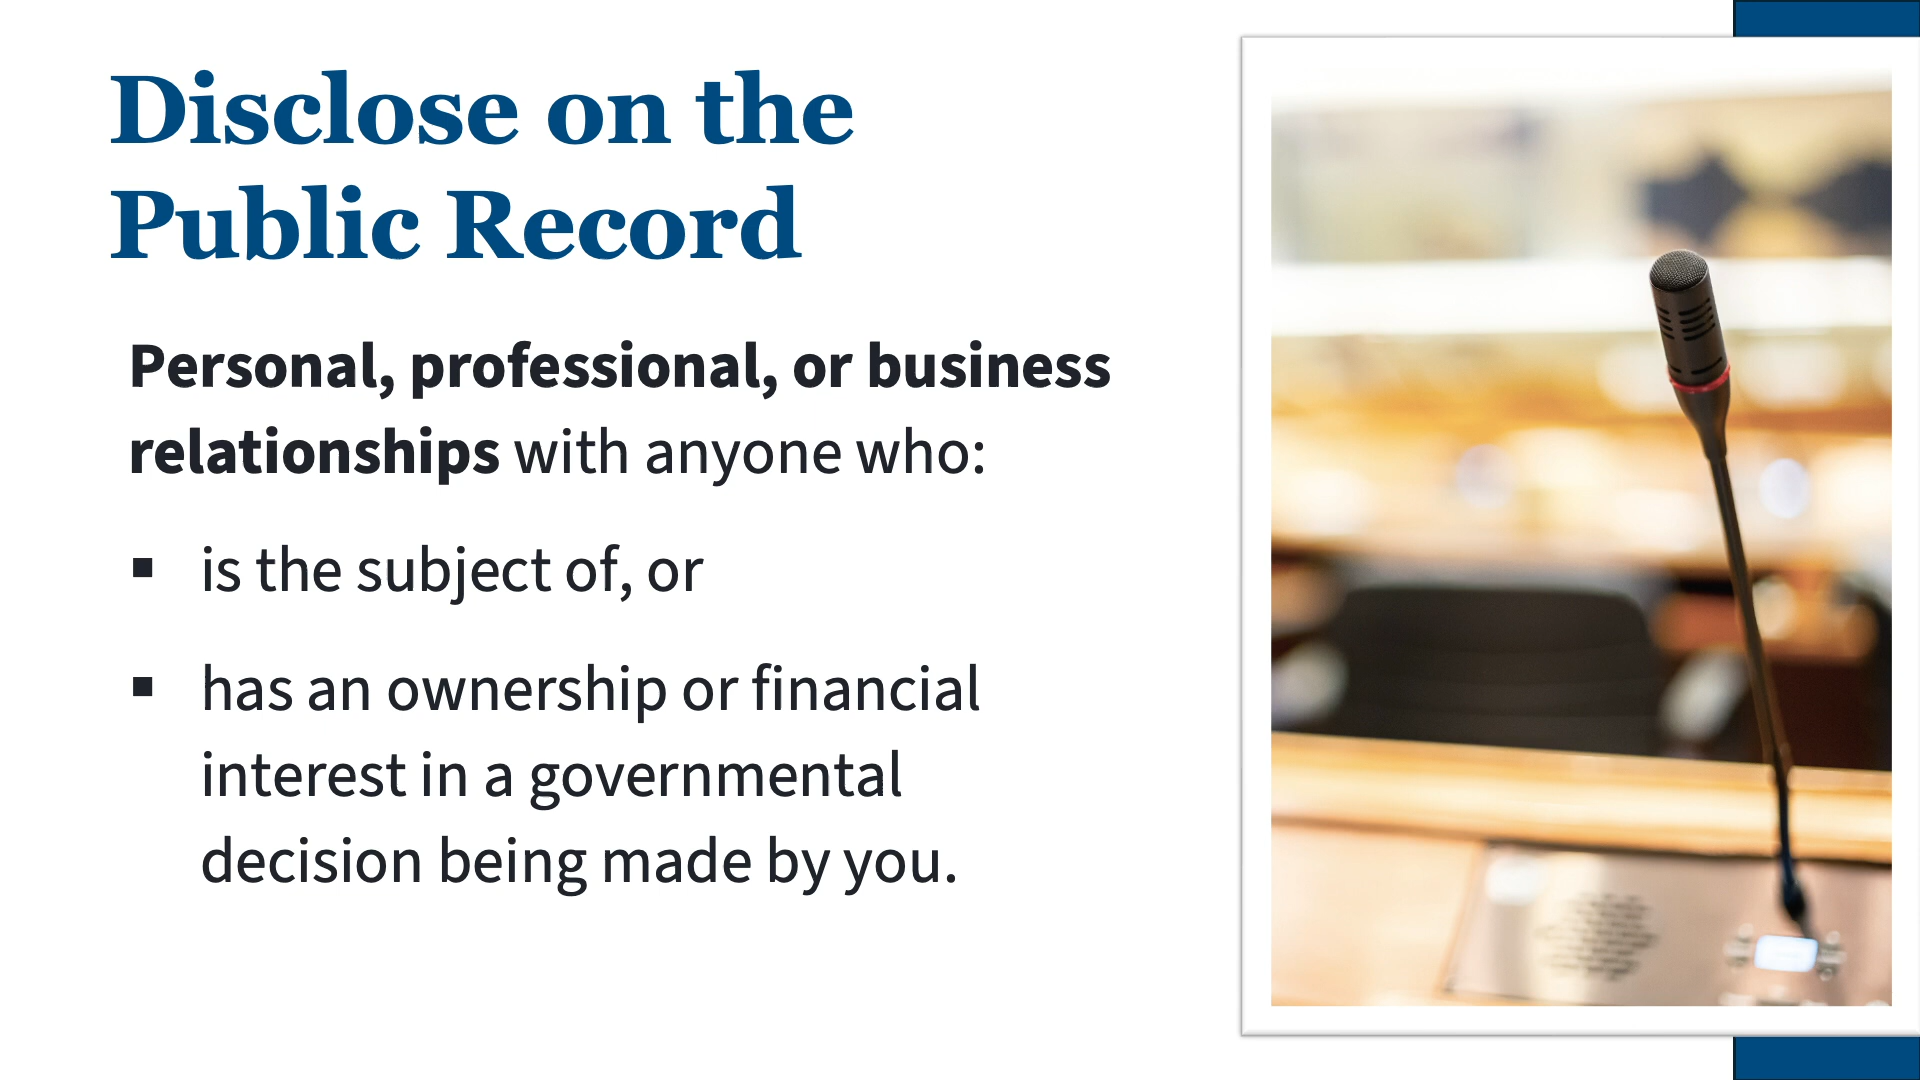 Disclose on the
Public Record
Personal, professional, or business
relationships with anyone who:
▪ is the subject of, or
▪ has an ownership or financial
interest in a governmental
decision being made by you.